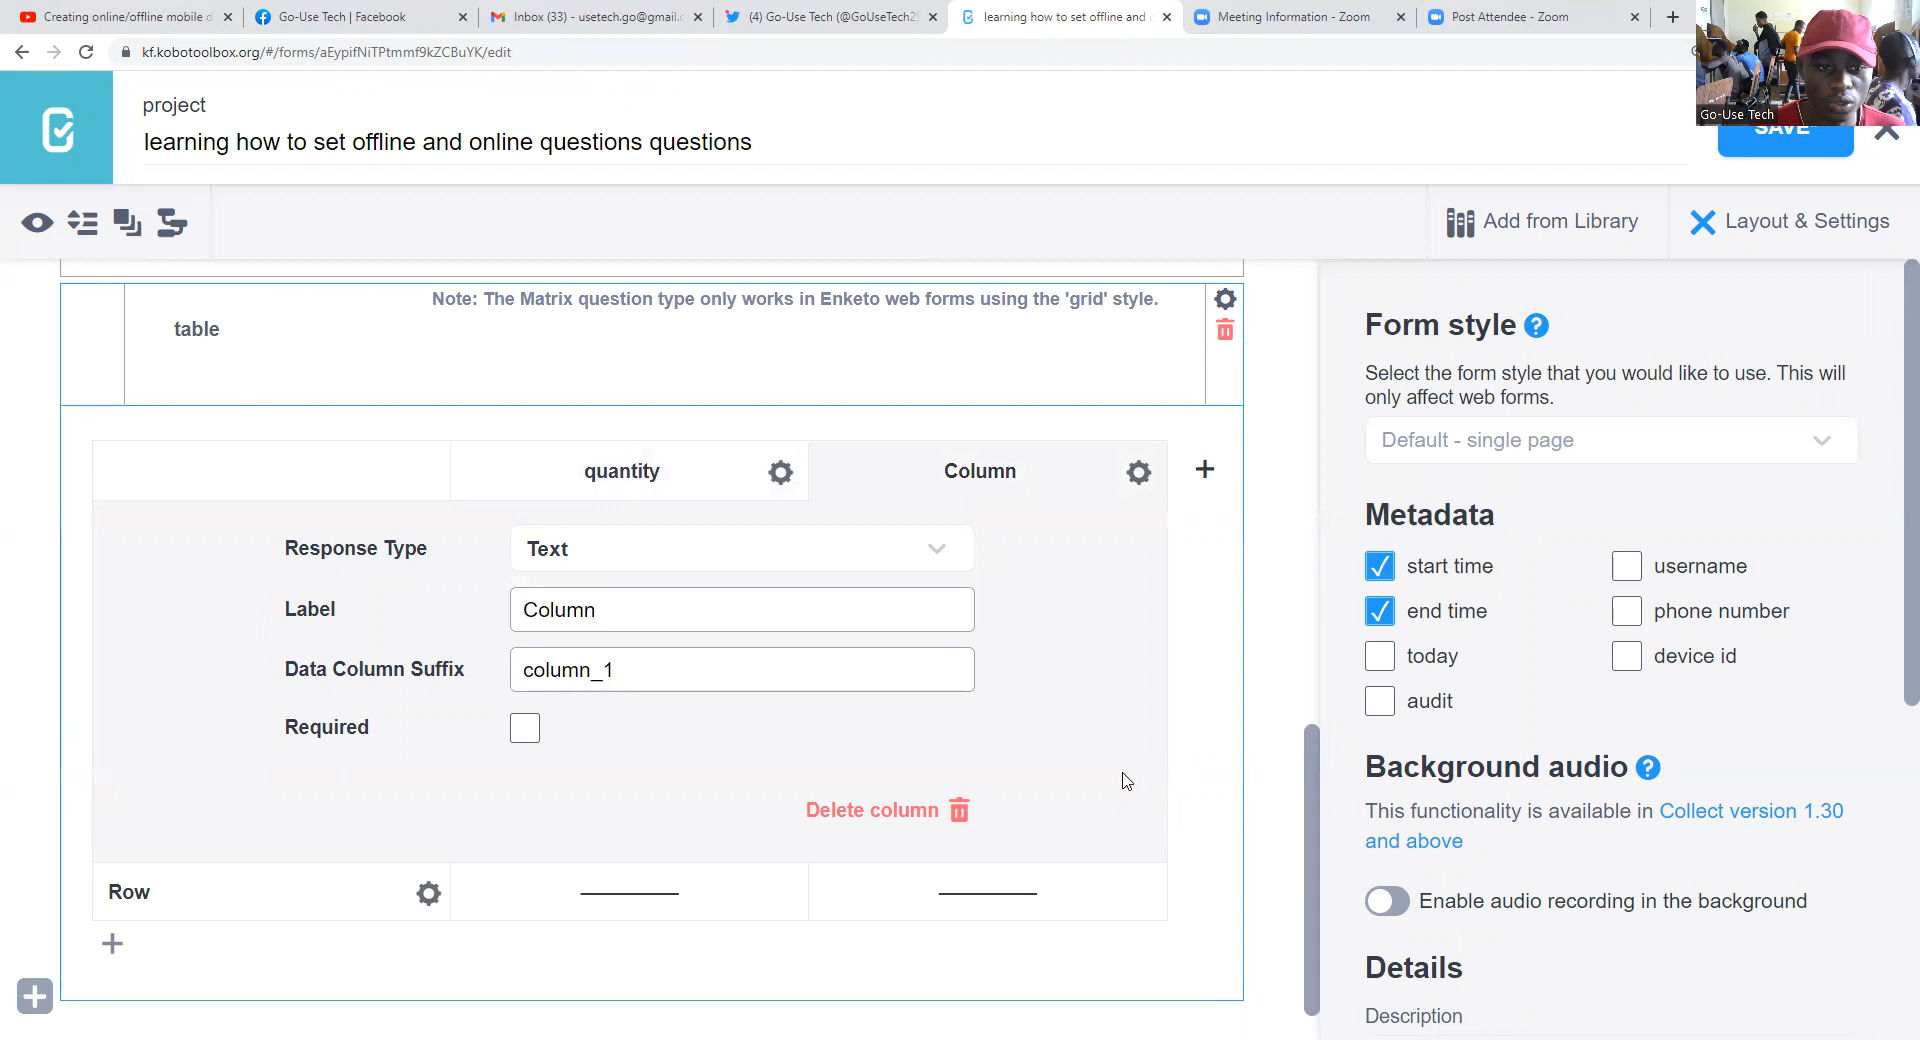 Creating online/offline mobile d
Go-Use Tech | Facebook
Inbox (33) - usetech.go@gmail.c
(4) Go-Use Tech (@GoUseTech2)
learning how to set offline and
Meeting Information - Zoom
Post Attendee - Zoom
kf.kobotoolbox.org/#/forms/aEypifNiTPtmmf9kZCBuYK/edit
Go-Use Tech
project
learning how to set offline and online questions questions
SAVE
Add from Library
Layout & Settings
Note: The Matrix question type only works in Enketo web forms using the 'grid' style.
table
quantity
Column
Response Type
Text
Label
Column
Data Column Suffix
column_1
Required
Delete column
Row
Form style
Select the form style that you would like to use. This will
only affect web forms.
Default - single page
Metadata
start time
username
end time
phone number
today
device id
audit
Background audio
This functionality is available in Collect version 1.30
and above
Enable audio recording in the background
Details
Description